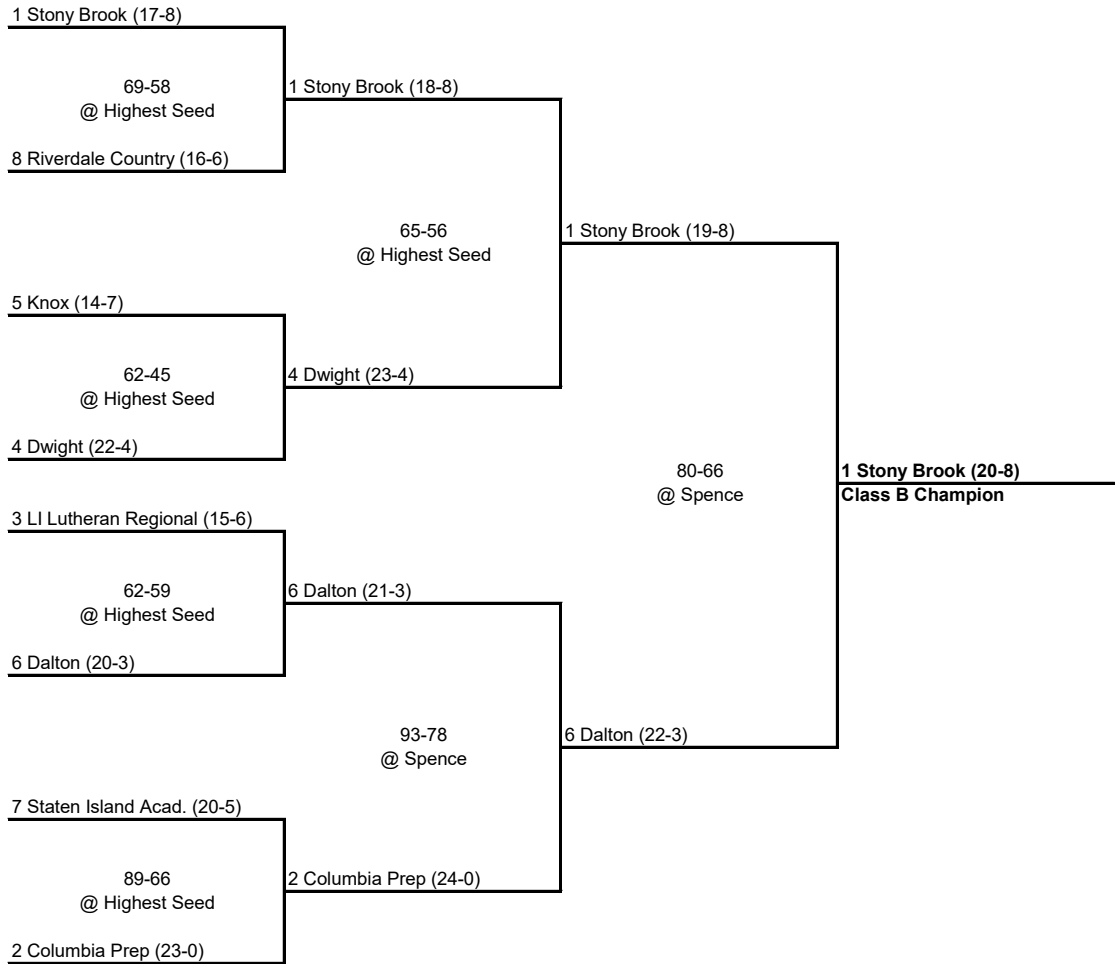 1 Stony Brook (17-8)
69-58
@ Highest Seed
1 Stony Brook (18-8)
8 Riverdale Country (16-6)
65-56
@ Highest Seed
1 Stony Brook (19-8)
5 Knox (14-7)
62-45
@ Highest Seed
4 Dwight (23-4)
4 Dwight (22-4)
80-66
@ Spence
1 Stony Brook (20-8)
Class B Champion
3 LI Lutheran Regional (15-6)
62-59
@ Highest Seed
6 Dalton (21-3)
6 Dalton (20-3)
93-78
@ Spence
6 Dalton (22-3)
7 Staten Island Acad. (20-5)
89-66
@ Highest Seed
2 Columbia Prep (24-0)
2 Columbia Prep (23-0)